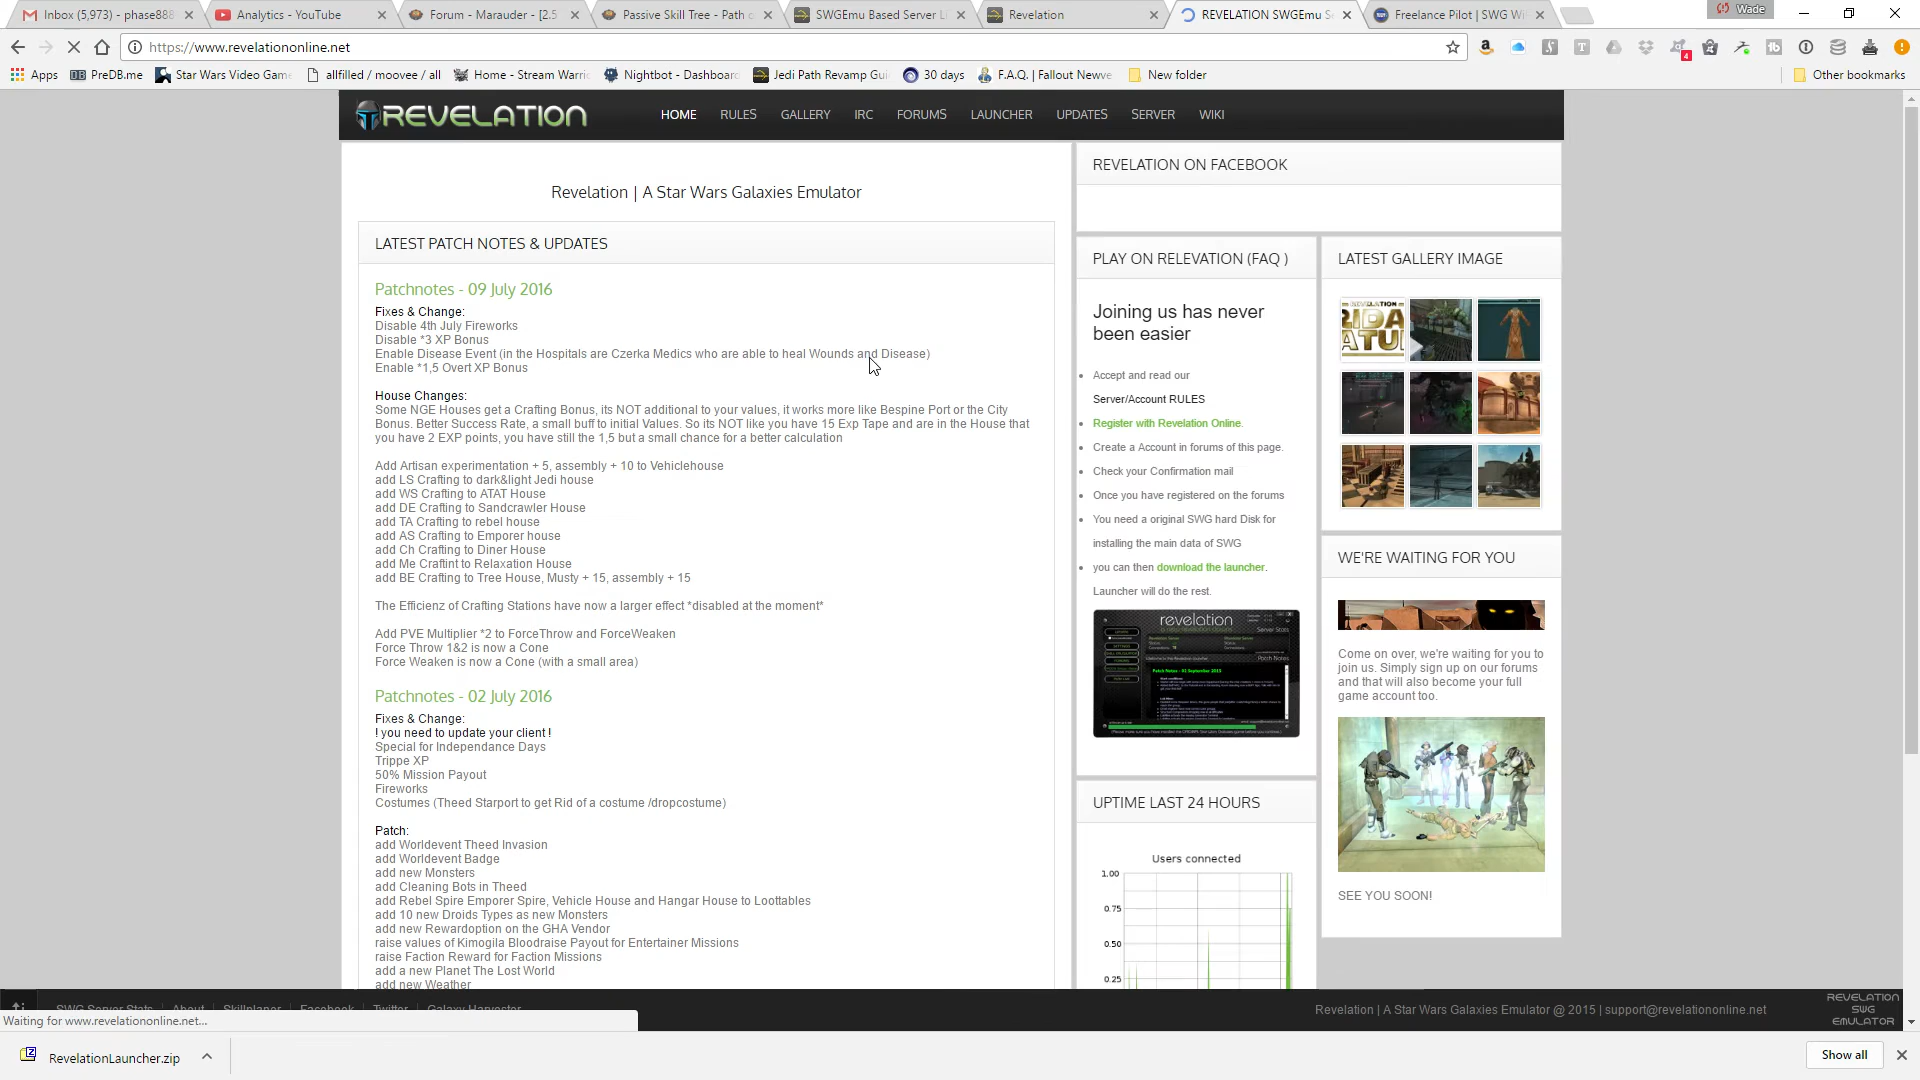 Inbox (5,973) - phase888
Analytics - YouTube
Forum - Marauder - [2.5
Passive Skill Tree - Path o
SWGEmu Based Server Li
Revelation
REVELATION SWGEmu Se
Freelance Pilot | SWG Wi
Wade
https://www.revelationonline.net
4
Apps
PreDB.me
Star Wars Video Game
allfilled / moovee / all
Home - Stream Warri
Nightbot - Dashboar
Jedi Path Revamp Gui
30 days
F.A.Q. | Fallout Newve
New folder
Other bookmarks
REVELATION
HOME
RULES
GALLERY
IRC
FORUMS
LAUNCHER
UPDATES
SERVER
WIKI
Revelation | A Star Wars Galaxies Emulator
LATEST PATCH NOTES & UPDATES
Patchnotes - 09 July 2016
Fixes & Change:
Disable 4th July Fireworks
Disable *3 XP Bonus
Enable Disease Event (in the Hospitals are Czerka Medics who are able to heal Wounds and Disease)
Enable *1,5 Overt XP Bonus
House Changes:
Some NGE Houses get a Crafting Bonus, its NOT additional to your values, it works more like Bespine Port or the City
Bonus. Better Success Rate, a small buff to initial Values. So its NOT like you have 15 Exp Tape and are in the House that
you have 2 EXP points, you have still the 1,5 but a small chance for a better calculation
Add Artisan experimentation + 5, assembly + 10 to Vehiclehouse
add LS Crafting to dark&light Jedi house
add WS Crafting to ATAT House
add DE Crafting to Sandcrawler House
add TA Crafting to rebel house
add AS Crafting to Emporer house
add Ch Crafting to Diner House
add Me Craftint to Relaxation House
add BE Crafting to Tree House, Musty + 15, assembly + 15
The Efficienz of Crafting Stations have now a larger effect *disabled at the moment*
Add PVE Multiplier *2 to ForceThrow and ForceWeaken
Force Throw 1&2 is now a Cone
Force Weaken is now a Cone (with a small area)
Patchnotes - 02 July 2016
Fixes & Change:
! you need to update your client !
Special for Independance Days
Trippe XP
50% Mission Payout
Fireworks
Costumes (Theed Starport to get Rid of a costume /dropcostume)
Patch:
add Worldevent Theed Invasion
add Worldevent Badge
add new Monsters
add Cleaning Bots in Theed
add Rebel Spire Emporer Spire, Vehicle House and Hangar House to Loottables
add 10 new Droids Types as new Monsters
add new Rewardoption on the GHA Vendor
raise values of Kimogila Bloodraise Payout for Entertainer Missions
raise Faction Reward for Faction Missions
add a new Planet The Lost World
add new Weather
REVELATION ON FACEBOOK
PLAY ON RELEVATION (FAQ )
Joining us has never
been easier
Accept and read our
Server/Account RULES
Register with Revelation Online.
Create a Account in forums of this page.
Check your Confirmation mail
Once you have registered on the forums
You need a original SWG hard Disk for
installing the main data of SWG
you can then download the launcher.
Launcher will do the rest.
revelation
Server Stats
Patch Notes
UPTIME LAST 24 HOURS
Users connected
1.00
0.75
0.50
0.25
LATEST GALLERY IMAGE
WE'RE WAITING FOR YOU
Come on over, we're waiting for you to
join us. Simply sign up on our forums
and that will also become your full
game account too.
SEE YOU SOON!
SWG Server Stats
About
Skillplaner
Facebook
Twitter
Galaxy Harvester
Revelation | A Star Wars Galaxies Emulator @ 2015 | support@revelationonline.net
REVELATION
SWG
EMULATOR
Waiting for www.revelationonline.net...
RevelationLauncher.zip
Show all